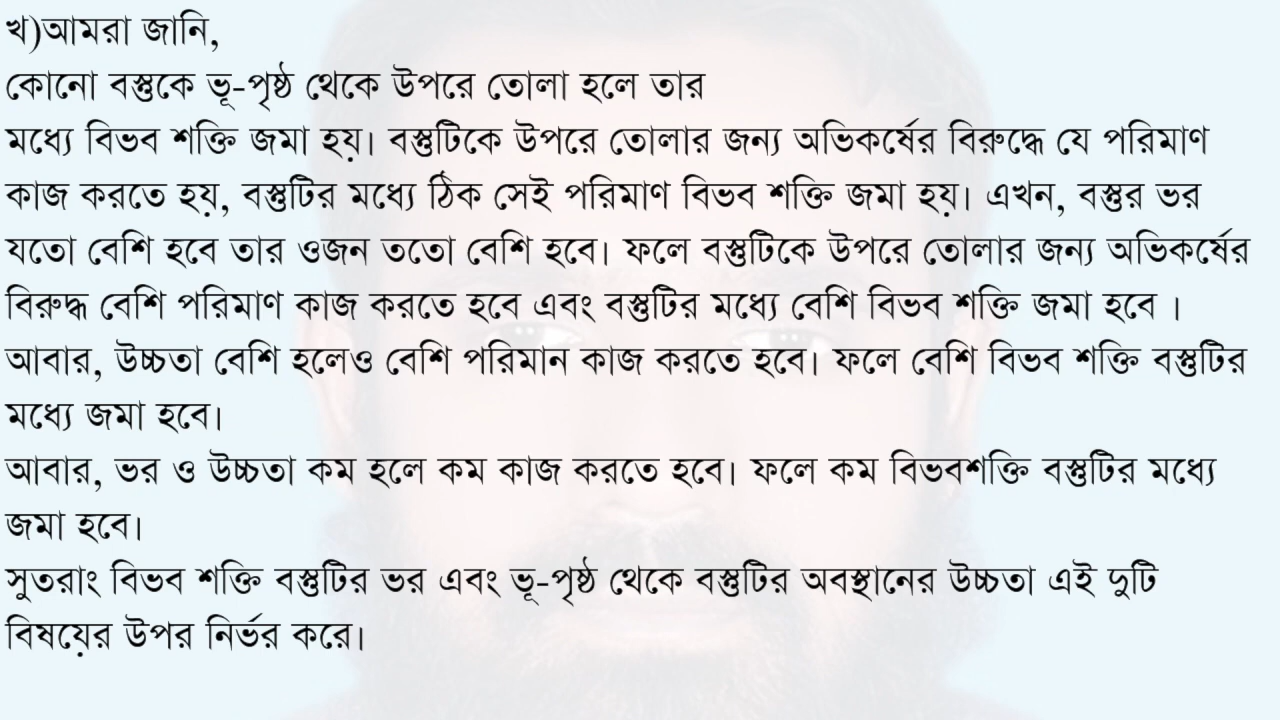 খ)আমরা জানি,
কোনো বস্তুকে ভূ-পৃষ্ঠ থেকে উপরে তোলা হলে তার
মধ্যে বিভব শক্তি জমা হয়। বস্তুটিকে উপরে তোলার জন্য অভিকর্ষের বিরুদ্ধে যে পরিমাণ
কাজ করতে হয়, বস্তুটির মধ্যে ঠিক সেই পরিমাণ বিভব শক্তি জমা হয়। এখন, বস্তুর ভর
যতো বেশি হবে তার ওজন ততো বেশি হবে। ফলে বস্তুটিকে উপরে তোলার জন্য অভিকর্ষের
বিরুদ্ধ বেশি পরিমাণ কাজ করতে হবে এবং বস্তুটির মধ্যে বেশি বিভব শক্তি জমা হবে ।
আবার, উচ্চতা বেশি হলেও বেশি পরিমান কাজ করতে হবে। ফলে বেশি বিভব শক্তি বস্তুটির
মধ্যে জমা হবে।
আবার, ভর ও উচ্চতা কম হলে কম কাজ করতে হবে। ফলে কম বিভবশক্তি বস্তুটির মধ্যে
জমা হবে।
সুতরাং বিভব শক্তি বস্তুটির ভর এবং ভূ-পৃষ্ঠ থেকে বস্তুটির অবস্থানের উচ্চতা এই দুটি
বিষয়ের উপর নির্ভর করে।